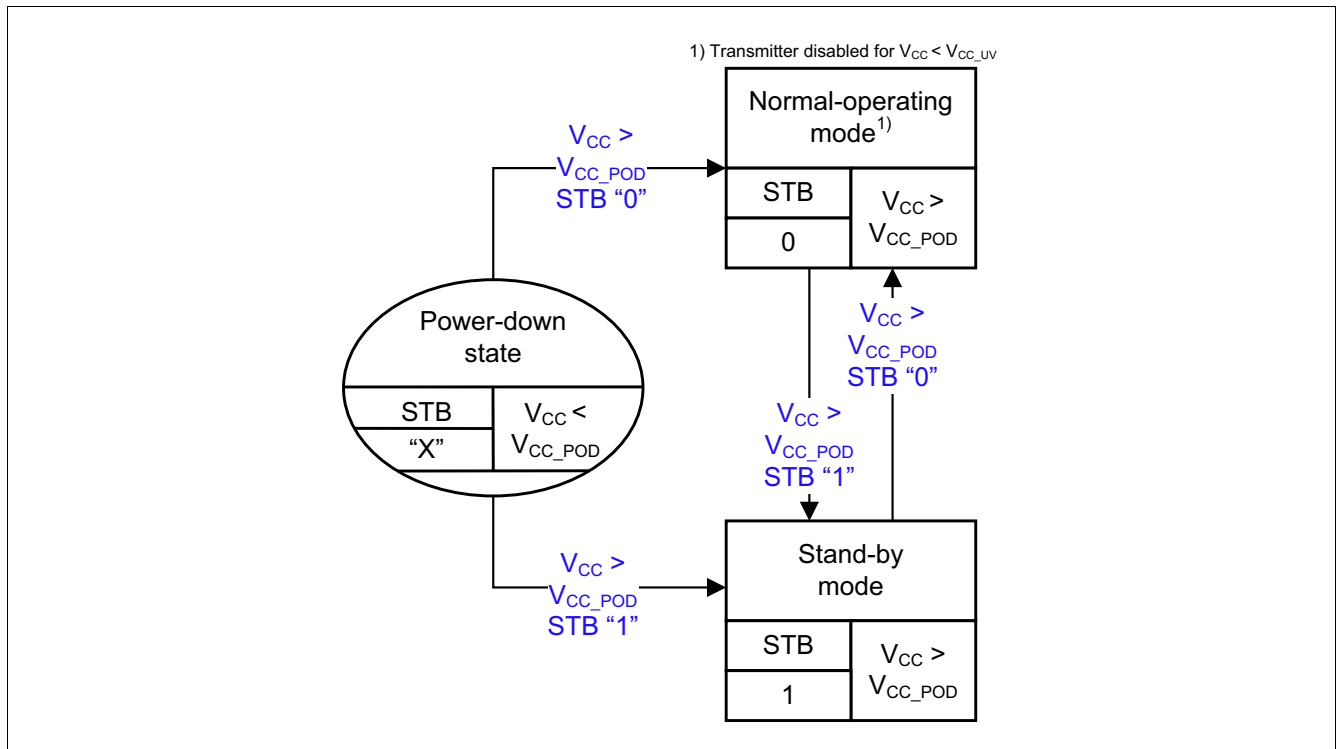 1) Transmitter disabled for VCC < VCC_UV
Normal-operating
mode1)
STB
0
VCC >
VCC_POD
VCC >
VCC_POD
STB “0”
Power-down
state
STB
“X”
VCC <
VCC_POD
VCC >
VCC_POD
STB “0”
VCC >
VCC_POD
STB “1”
VCC >
VCC_POD
STB “1”
Stand-by
mode
STB
1
VCC >
VCC_POD